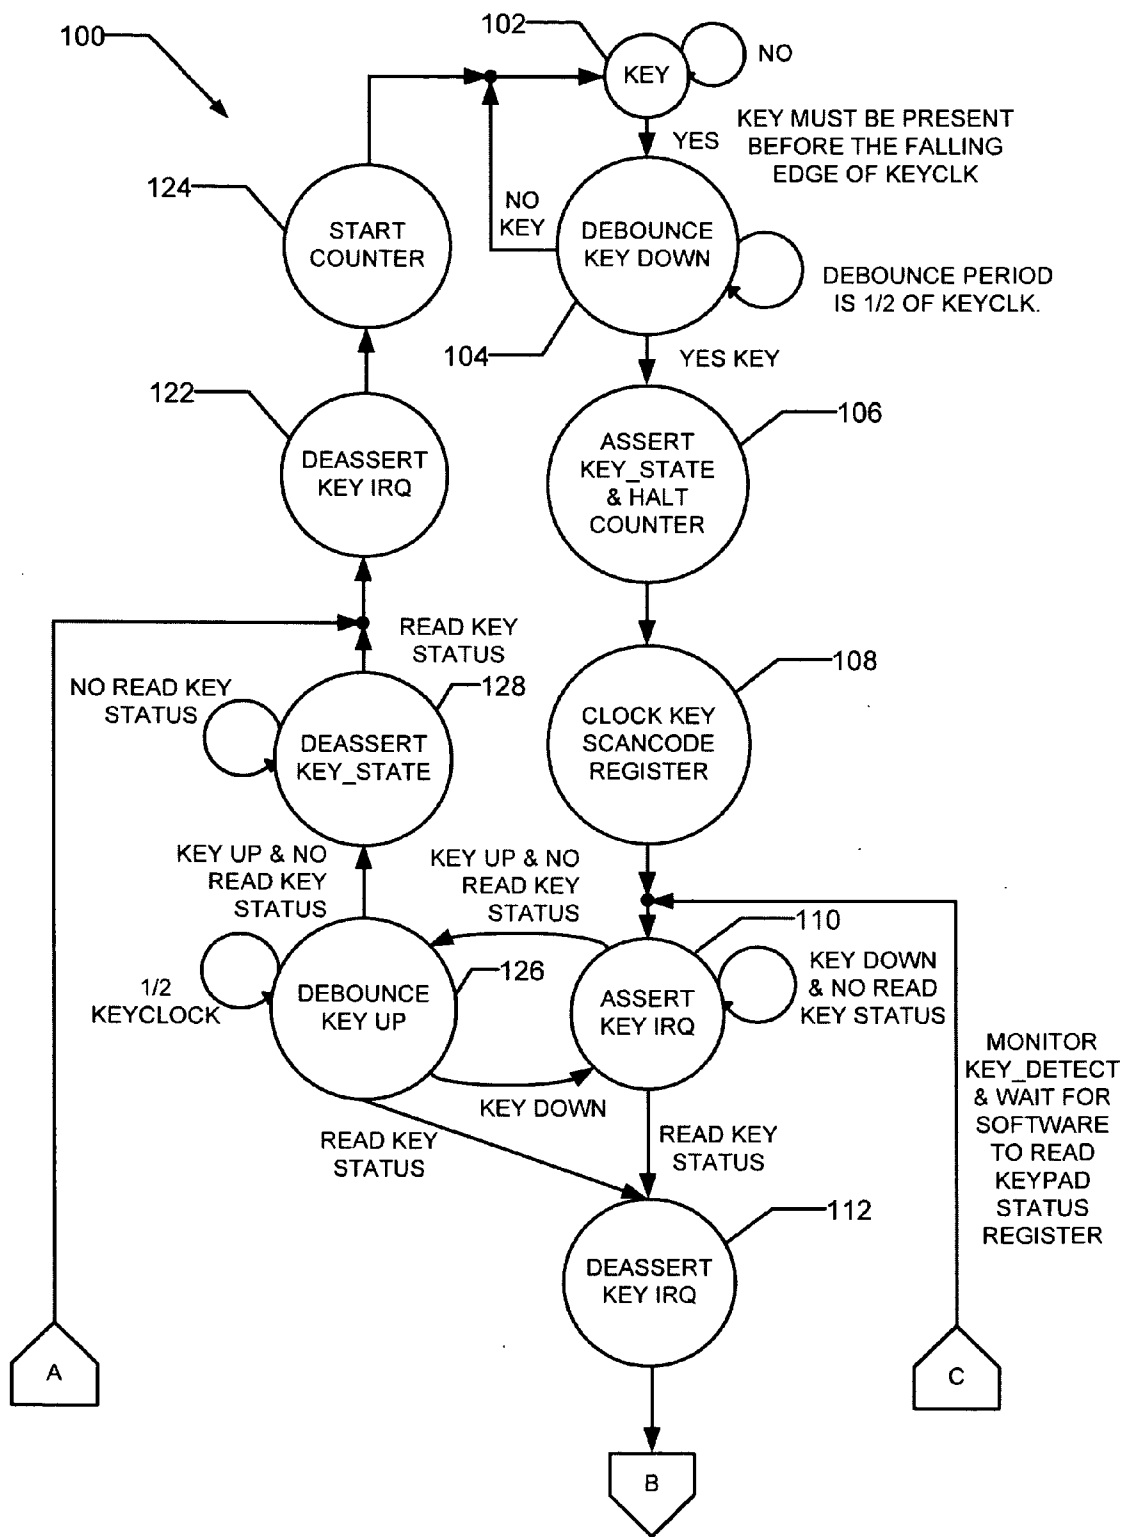 100
102
KEY
NO
YES
KEY MUST BE PRESENT
BEFORE THE FALLING
EDGE OF KEYCLK
124
START
COUNTER
NO
KEY
DEBOUNCE
KEY DOWN
DEBOUNCE PERIOD
IS 1/2 OF KEYCLK.
104
YES KEY
122
DEASSERT
KEY IRQ
106
ASSERT
KEY_STATE
& HALT
COUNTER
READ KEY
STATUS
108
CLOCK KEY
SCANCODE
REGISTER
NO READ KEY
STATUS
128
DEASSERT
KEY_STATE
KEY UP & NO
READ KEY
STATUS
KEY UP & NO
READ KEY
STATUS
110
1/2
KEYCLOCK
DEBOUNCE
KEY UP
126
ASSERT
KEY IRQ
KEY DOWN
& NO READ
KEY STATUS
KEY DOWN
MONITOR
KEY_DETECT
& WAIT FOR
SOFTWARE
TO READ
KEYPAD
STATUS
REGISTER
READ KEY
STATUS
READ KEY
STATUS
112
DEASSERT
KEY IRQ
A
C
B